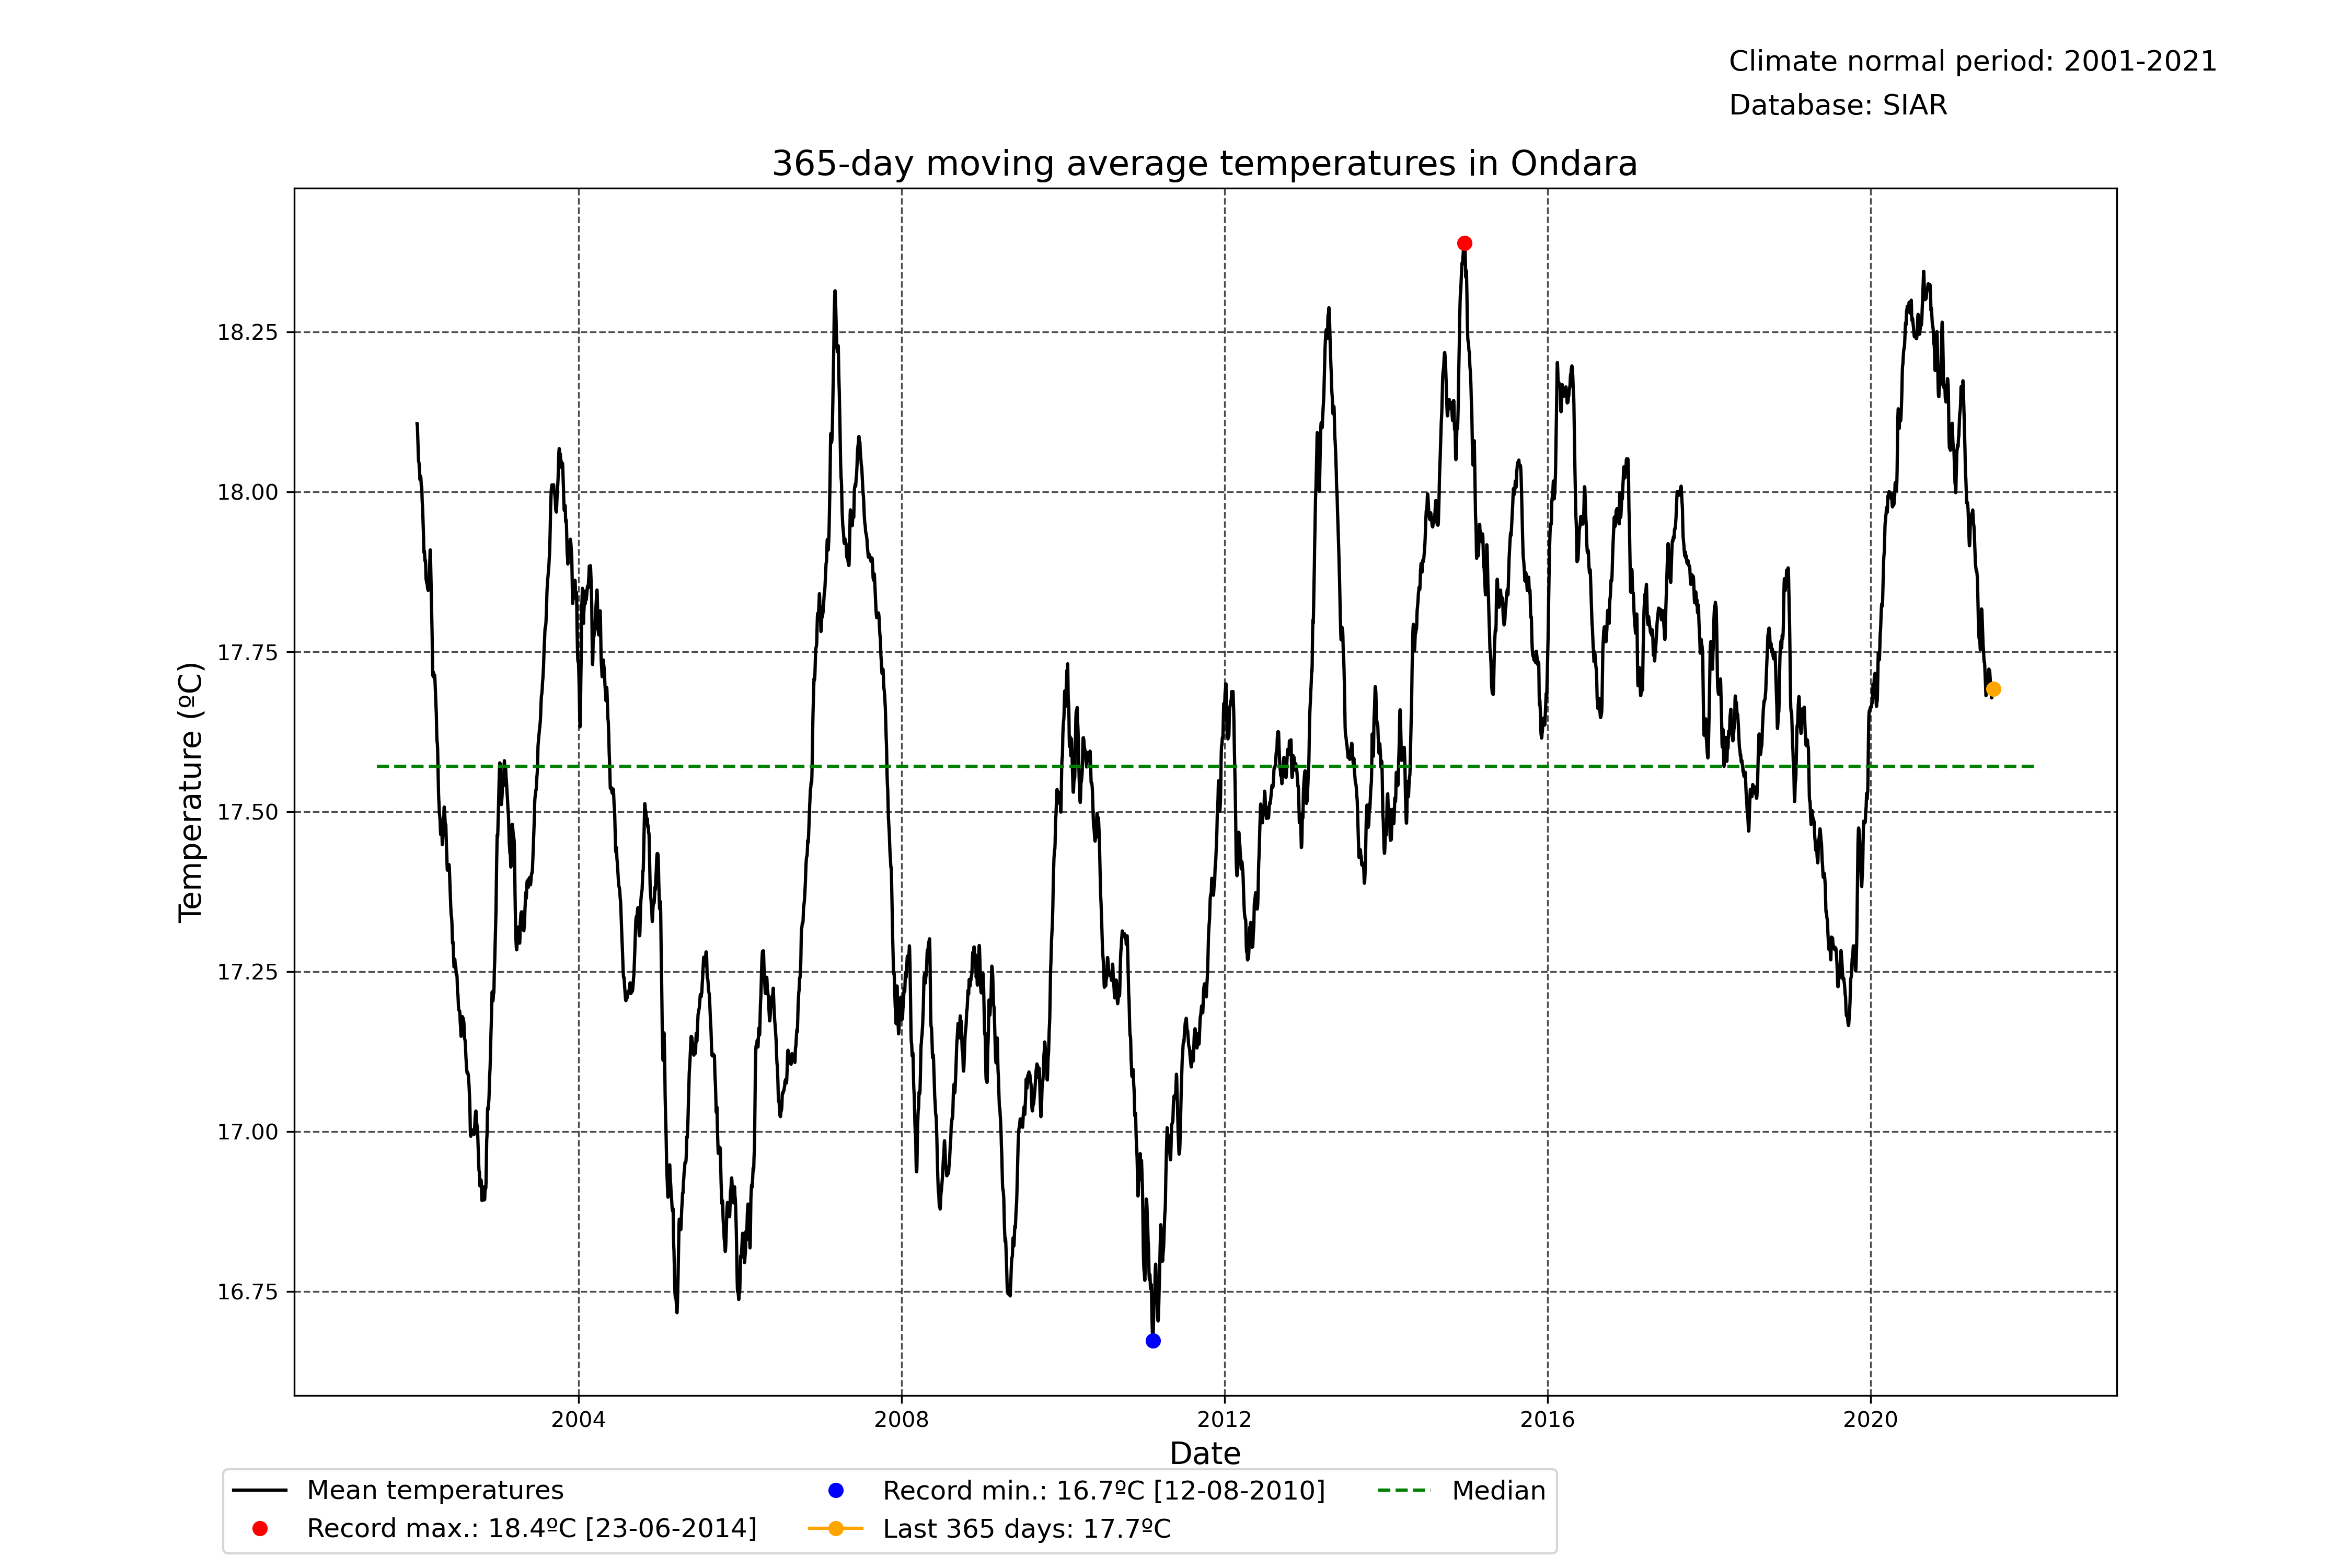 Climate normal period: 2001-2021
Database: SIAR
365-day moving average temperatures in Ondara
Temperature (ºC)
18.25
18.00
17.75
17.50
17.25
17.00
16.75
2004 2008 2012 2016 2020
Date
Mean temperatures
Record max.: 18.4ºC [23-06-2014]
Record min.: 16.7ºC [12-08-2010]
Last 365 days: 17.7ºC
Median